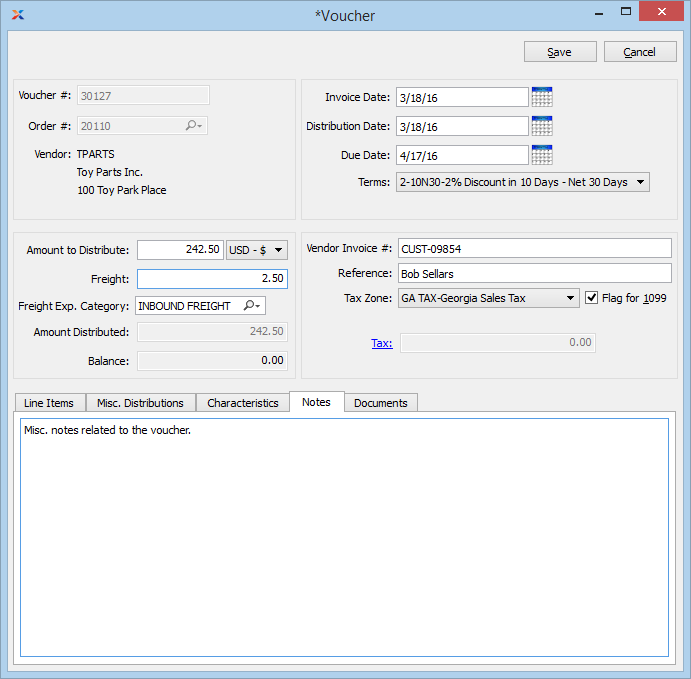 *Voucher
Save Cancel
Voucher #: 30127
Order #: 20110
Vendor: TPARTS
Toy Parts Inc.
100 Toy Park Place
Invoice Date: 3/18/16
Distribution Date: 3/18/16
Due Date: 4/17/16
Terms: 2-10N30-2% Discount in 10 Days - Net 30 Days
Amount to Distribute: 242.50 USD - $
Freight: 2.50
Freight Exp. Category: INBOUND FREIGHT
Amount Distributed: 242.50
Balance: 0.00
Vendor Invoice #: CUST-09854
Reference: Bob Sellars
Tax Zone: GA TAX-Georgia Sales Tax Flag for 1099
Tax: 0.00
Line Items Misc. Distributions Characteristics Notes Documents
Misc. notes related to the voucher.